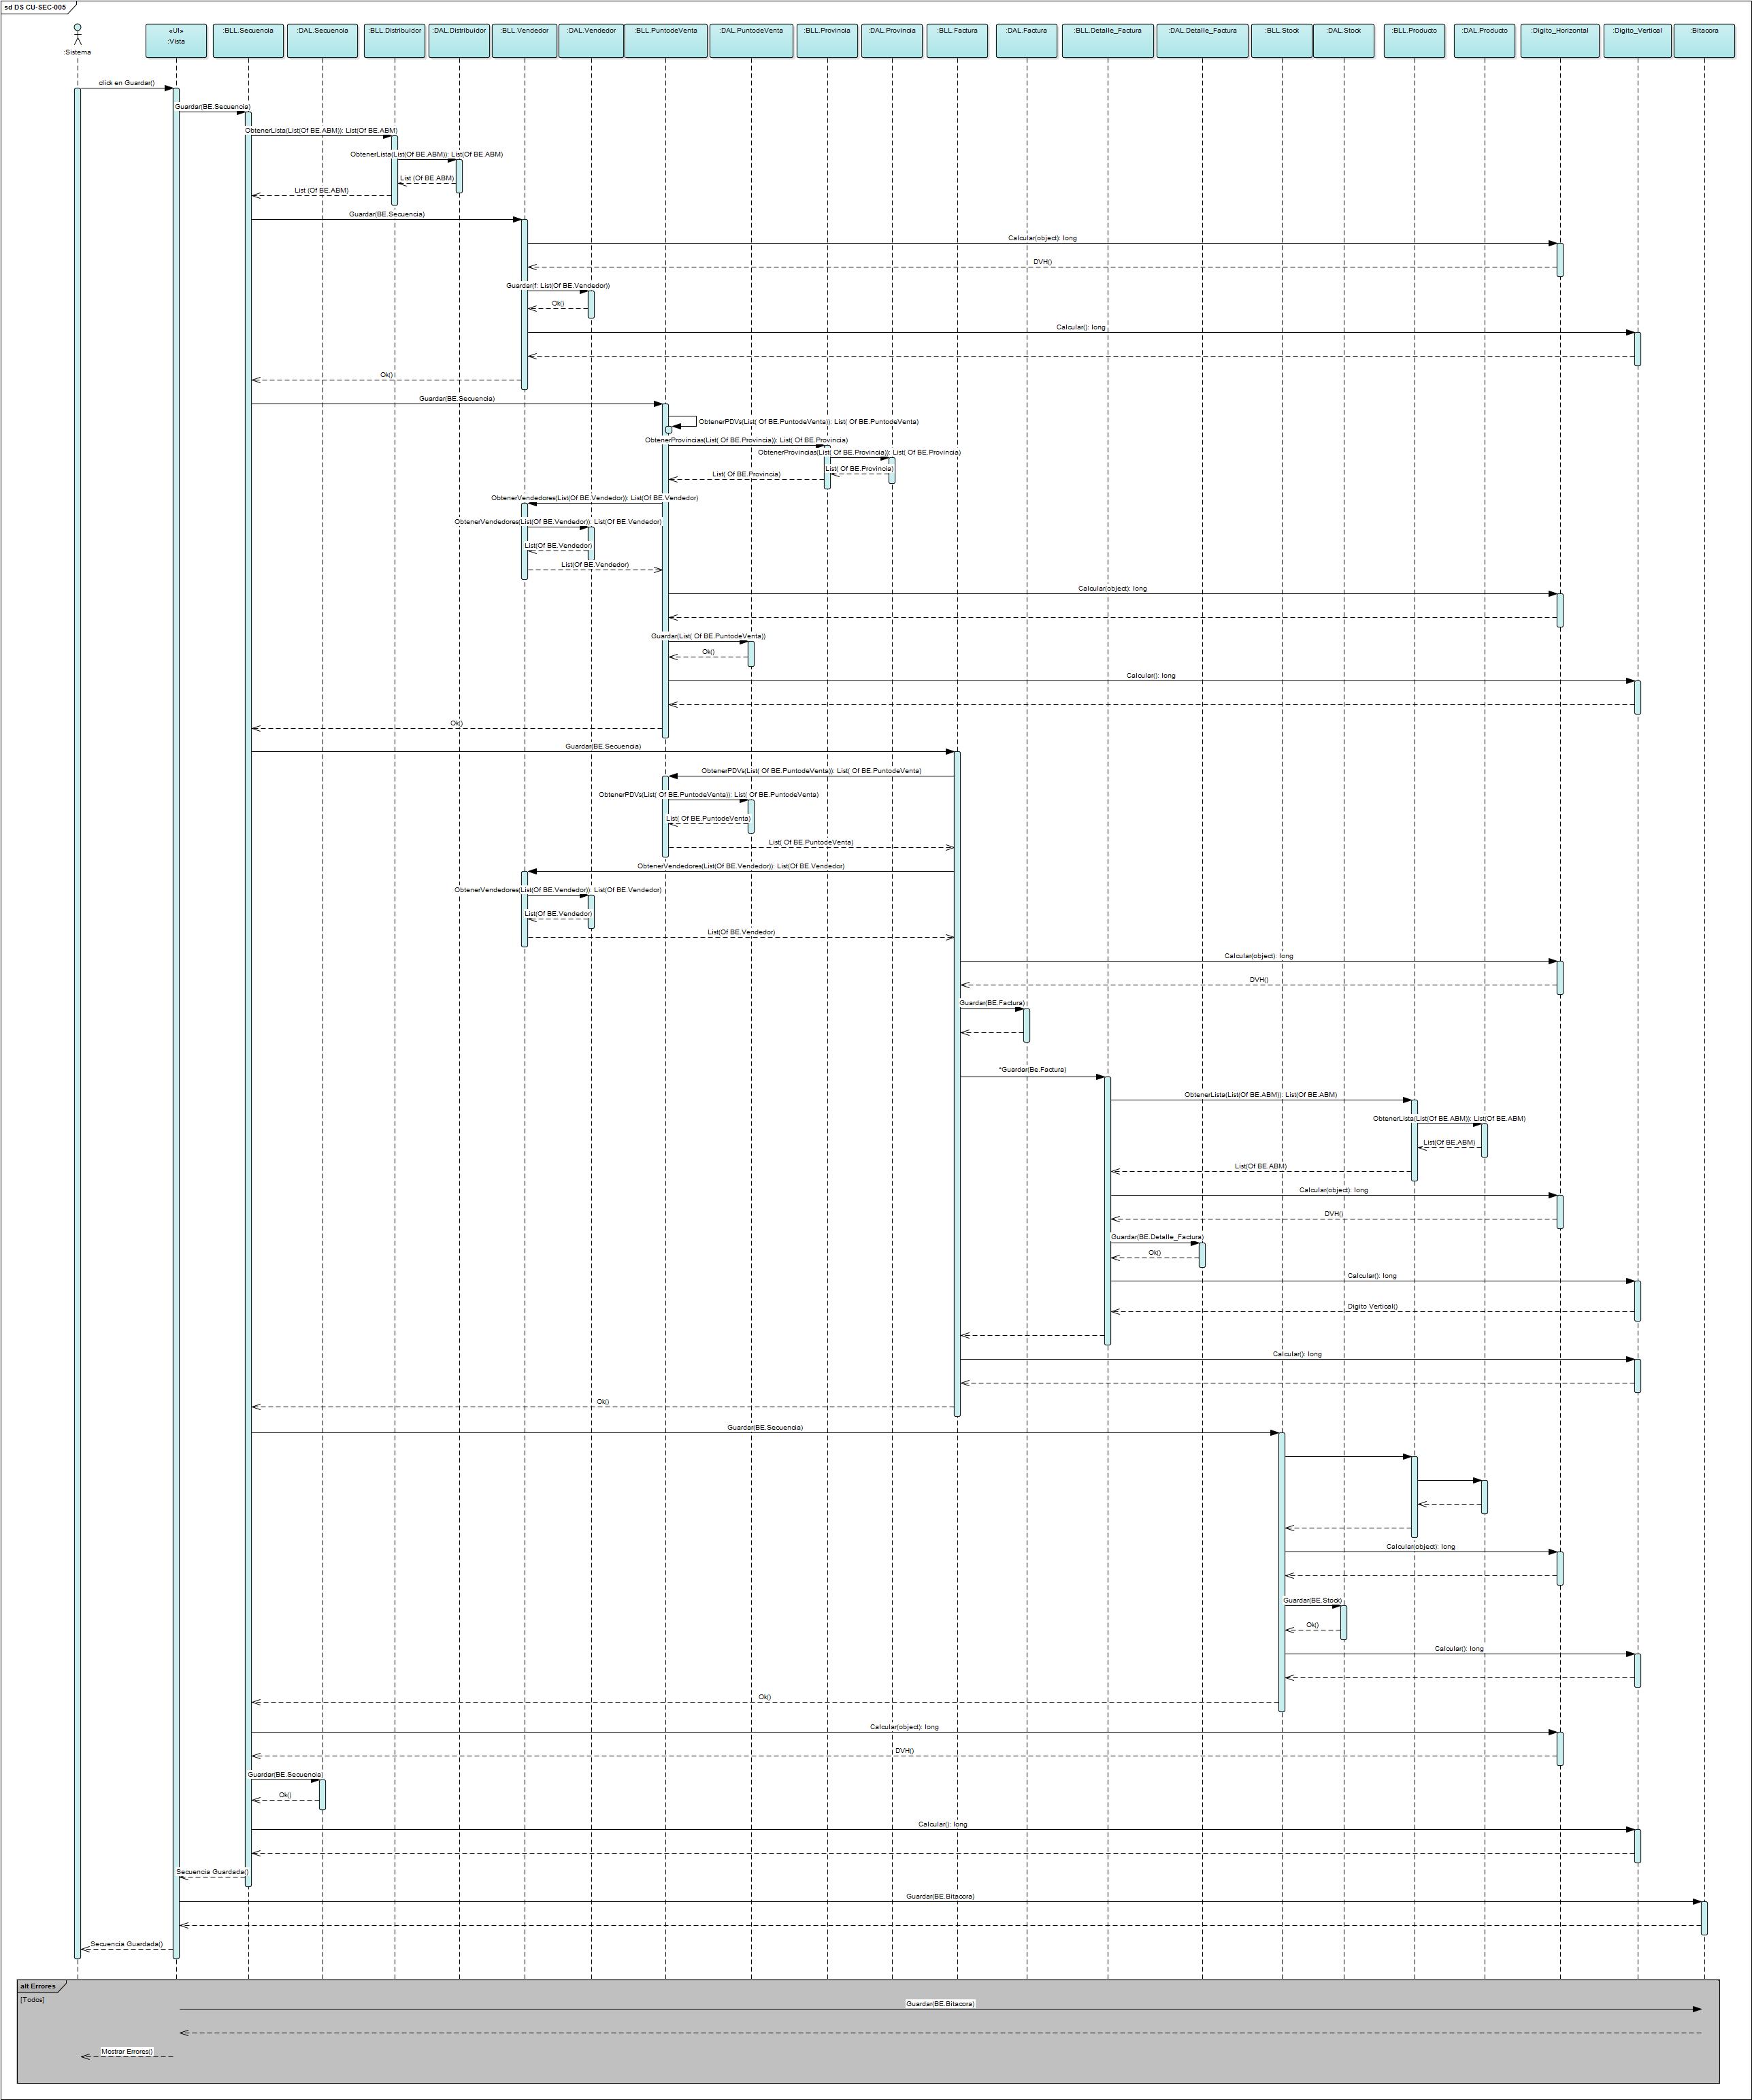 sd DS CU-SEC-005
:Sistema
«UI»
:Vista
:BLL.Secuencia
:DAL.Secuencia
:BLL.Distribuidor
:DAL.Distribuidor
:BLL.Vendedor
:DAL.Vendedor
:BLL.PuntodeVenta
:DAL.PuntodeVenta
:BLL.Provincia
:DAL.Provincia
:BLL.Factura
:DAL.Factura
:BLL.Detalle_Factura
:DAL.Detalle_Factura
:BLL.Stock
:DAL.Stock
:BLL.Producto
:DAL.Producto
:Digito_Horizontal
:Digito_Vertical
:Bitacora
click en Guardar()
Guardar(BE.Secuencia)
ObtenerLista(List(Of BE.ABM)): List(Of BE.ABM)
ObtenerLista(List(Of BE.ABM)): List(Of BE.ABM)
List (Of BE.ABM)
List (Of BE.ABM)
Guardar(BE.Secuencia)
Calcular(object): long
DVH()
Guardar(f: List(Of BE.Vendedor))
Ok()
Calcular(): long
Ok()
Guardar(BE.Secuencia)
ObtenerPDVs(List( Of BE.PuntodeVenta)): List( Of BE.PuntodeVenta)
ObtenerProvincias(List( Of BE.Provincia)): List( Of BE.Provincia)
ObtenerProvincias(List( Of BE.Provincia)): List( Of BE.Provincia)
List( Of BE.Provincia)
List( Of BE.Provincia)
ObtenerVendedores(List(Of BE.Vendedor)): List(Of BE.Vendedor)
ObtenerVendedores(List(Of BE.Vendedor)): List(Of BE.Vendedor)
List(Of BE.Vendedor)
List(Of BE.Vendedor)
Calcular(object): long
Guardar(List( Of BE.PuntodeVenta))
Ok()
Calcular(): long
Ok()
Guardar(BE.Secuencia)
ObtenerPDVs(List( Of BE.PuntodeVenta)): List( Of BE.PuntodeVenta)
ObtenerPDVs(List( Of BE.PuntodeVenta)): List( Of BE.PuntodeVenta)
List( Of BE.PuntodeVenta)
List( Of BE.PuntodeVenta)
ObtenerVendedores(List(Of BE.Vendedor)): List(Of BE.Vendedor)
ObtenerVendedores(List(Of BE.Vendedor)): List(Of BE.Vendedor)
List(Of BE.Vendedor)
List(Of BE.Vendedor)
Calcular(object): long
DVH()
Guardar(BE.Factura)
*Guardar(Be.Factura)
ObtenerLista(List(Of BE.ABM)): List(Of BE.ABM)
ObtenerLista(List(Of BE.ABM)): List(Of BE.ABM)
List(Of BE.ABM)
List(Of BE.ABM)
Calcular(object): long
DVH()
Guardar(BE.Detalle_Factura)
Ok()
Calcular(): long
Digito Vertical()
Calcular(): long
Ok()
Guardar(BE.Secuencia)
Calcular(object): long
Guardar(BE.Stock)
Ok()
Calcular(): long
Ok()
Calcular(object): long
DVH()
Guardar(BE.Secuencia)
Ok()
Calcular(): long
Secuencia Guardada()
Guardar(BE.Bitacora)
Secuencia Guardada()
alt Errores
[Todos]
Guardar(BE.Bitacora)
Mostrar Errores()